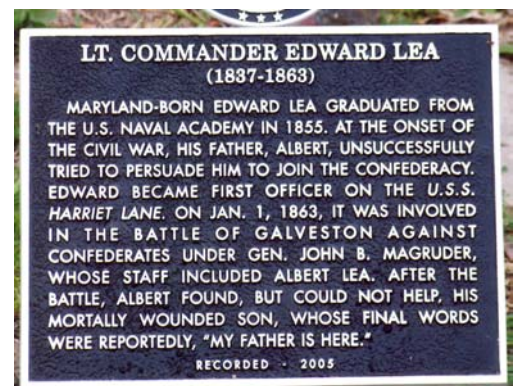 LT. COMMANDER EDWARD LEA
(1837-1863)
MARYLAND-BORN EDWARD LEA GRADUATED FROM
THE U.S. NAVAL ACADEMY IN 1855. AT THE ONSET OF
THE CIVIL WAR, HIS FATHER, ALBERT, UNSUCCESSFULLY
TRIED TO PERSUADE HIM TO JOIN THE CONFEDERACY.
EDWARD BECAME FIRST OFFICER ON THE U.S.S.
HARRIET LANE. ON JAN. 1, 1863, IT WAS INVOLVED
IN THE BATTLE OF GALVESTON AGAINST
CONFEDERATES UNDER GEN. JOHN B. MAGRUDER,
WHOSE STAFF INCLUDED ALBERT LEA. AFTER THE
BATTLE, ALBERT FOUND, BUT COULD NOT HELP, HIS
MORTALLY WOUNDED SON, WHOSE FINAL WORDS
WERE REPORTEDLY, "MY FATHER IS HERE."
RECORDED - 2005